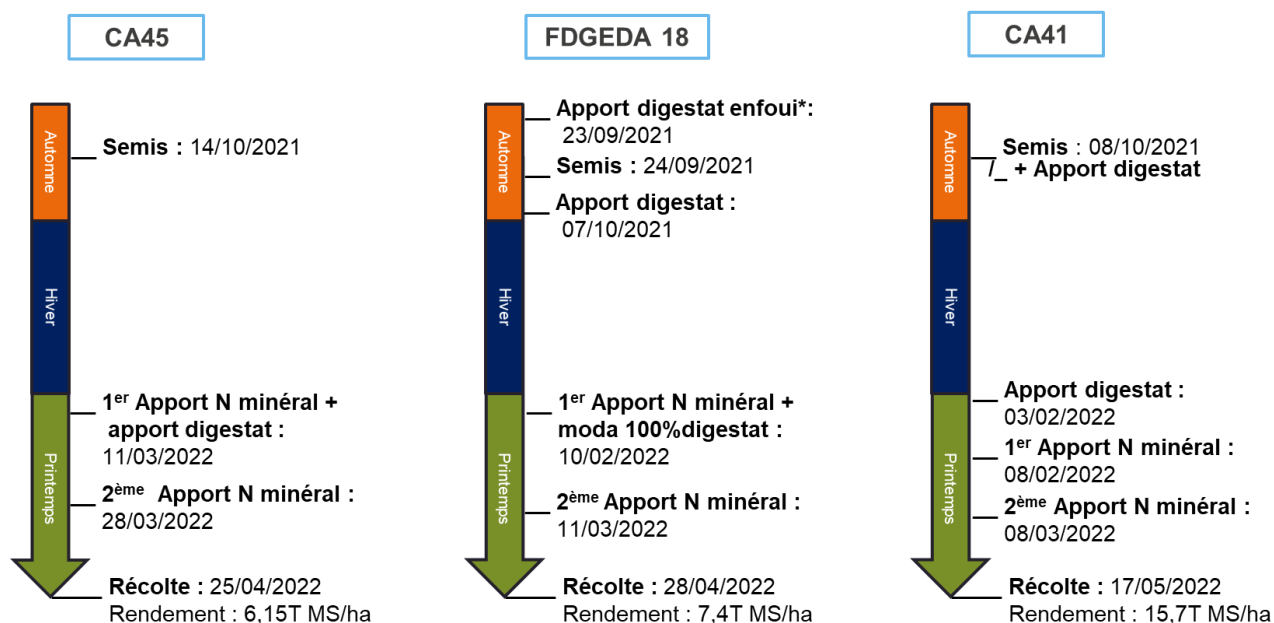 CA45
Automne
Hiver
Printemps
Semis : 14/10/2021
1er Apport N minéral +
apport digestat :
11/03/2022
2ème Apport N minéral :
28/03/2022
Récolte : 25/04/2022
Rendement : 6,15T MS/ha
FDGEDA 18
Automne
Hiver
Printemps
Apport digestat enfoui*:
23/09/2021
Semis : 24/09/2021
Apport digestat :
07/10/2021
1er Apport N minéral +
moda 100%digestat :
10/02/2022
2ème Apport N minéral :
11/03/2022
Récolte : 28/04/2022
Rendement : 7,4T MS/ha
CA41
Automne
Hiver
Printemps
Semis : 08/10/2021
/_ + Apport digestat
Apport digestat :
03/02/2022
1er Apport N minéral :
08/02/2022
2ème Apport N minéral :
08/03/2022
Récolte : 17/05/2022
Rendement : 15,7T MS/ha